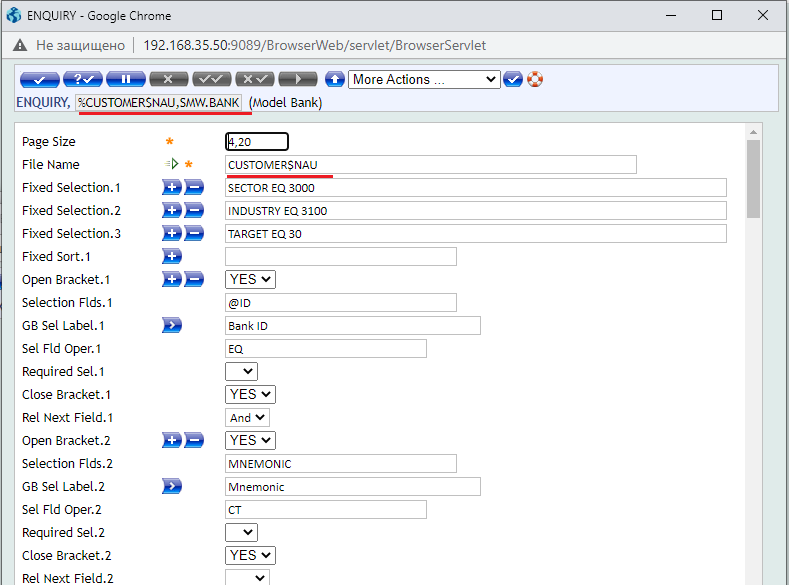 ENQUIRY - Google Chrome
Не защищено 192.168.35.50:9089/BrowserWeb/servlet/BrowserServlet
More Actions ...
ENQUIRY, %CUSTOMER$NAU,SMW.BANK (Model Bank)
Page Size * 4,20
File Name * CUSTOMER$NAU
Fixed Selection.1 SECTOR EQ 3000
Fixed Selection.2 INDUSTRY EQ 3100
Fixed Selection.3 TARGET EQ 30
Fixed Sort.1
Open Bracket.1 YES
Selection Flds.1 @ID
GB Sel Label.1 Bank ID
Sel Fld Oper.1 EQ
Required Sel.1
Close Bracket.1 YES
Rel Next Field.1 And
Open Bracket.2 YES
Selection Flds.2 MNEMONIC
GB Sel Label.2 Mnemonic
Sel Fld Oper.2 CT
Required Sel.2
Close Bracket.2 YES
Rel Next Field.2